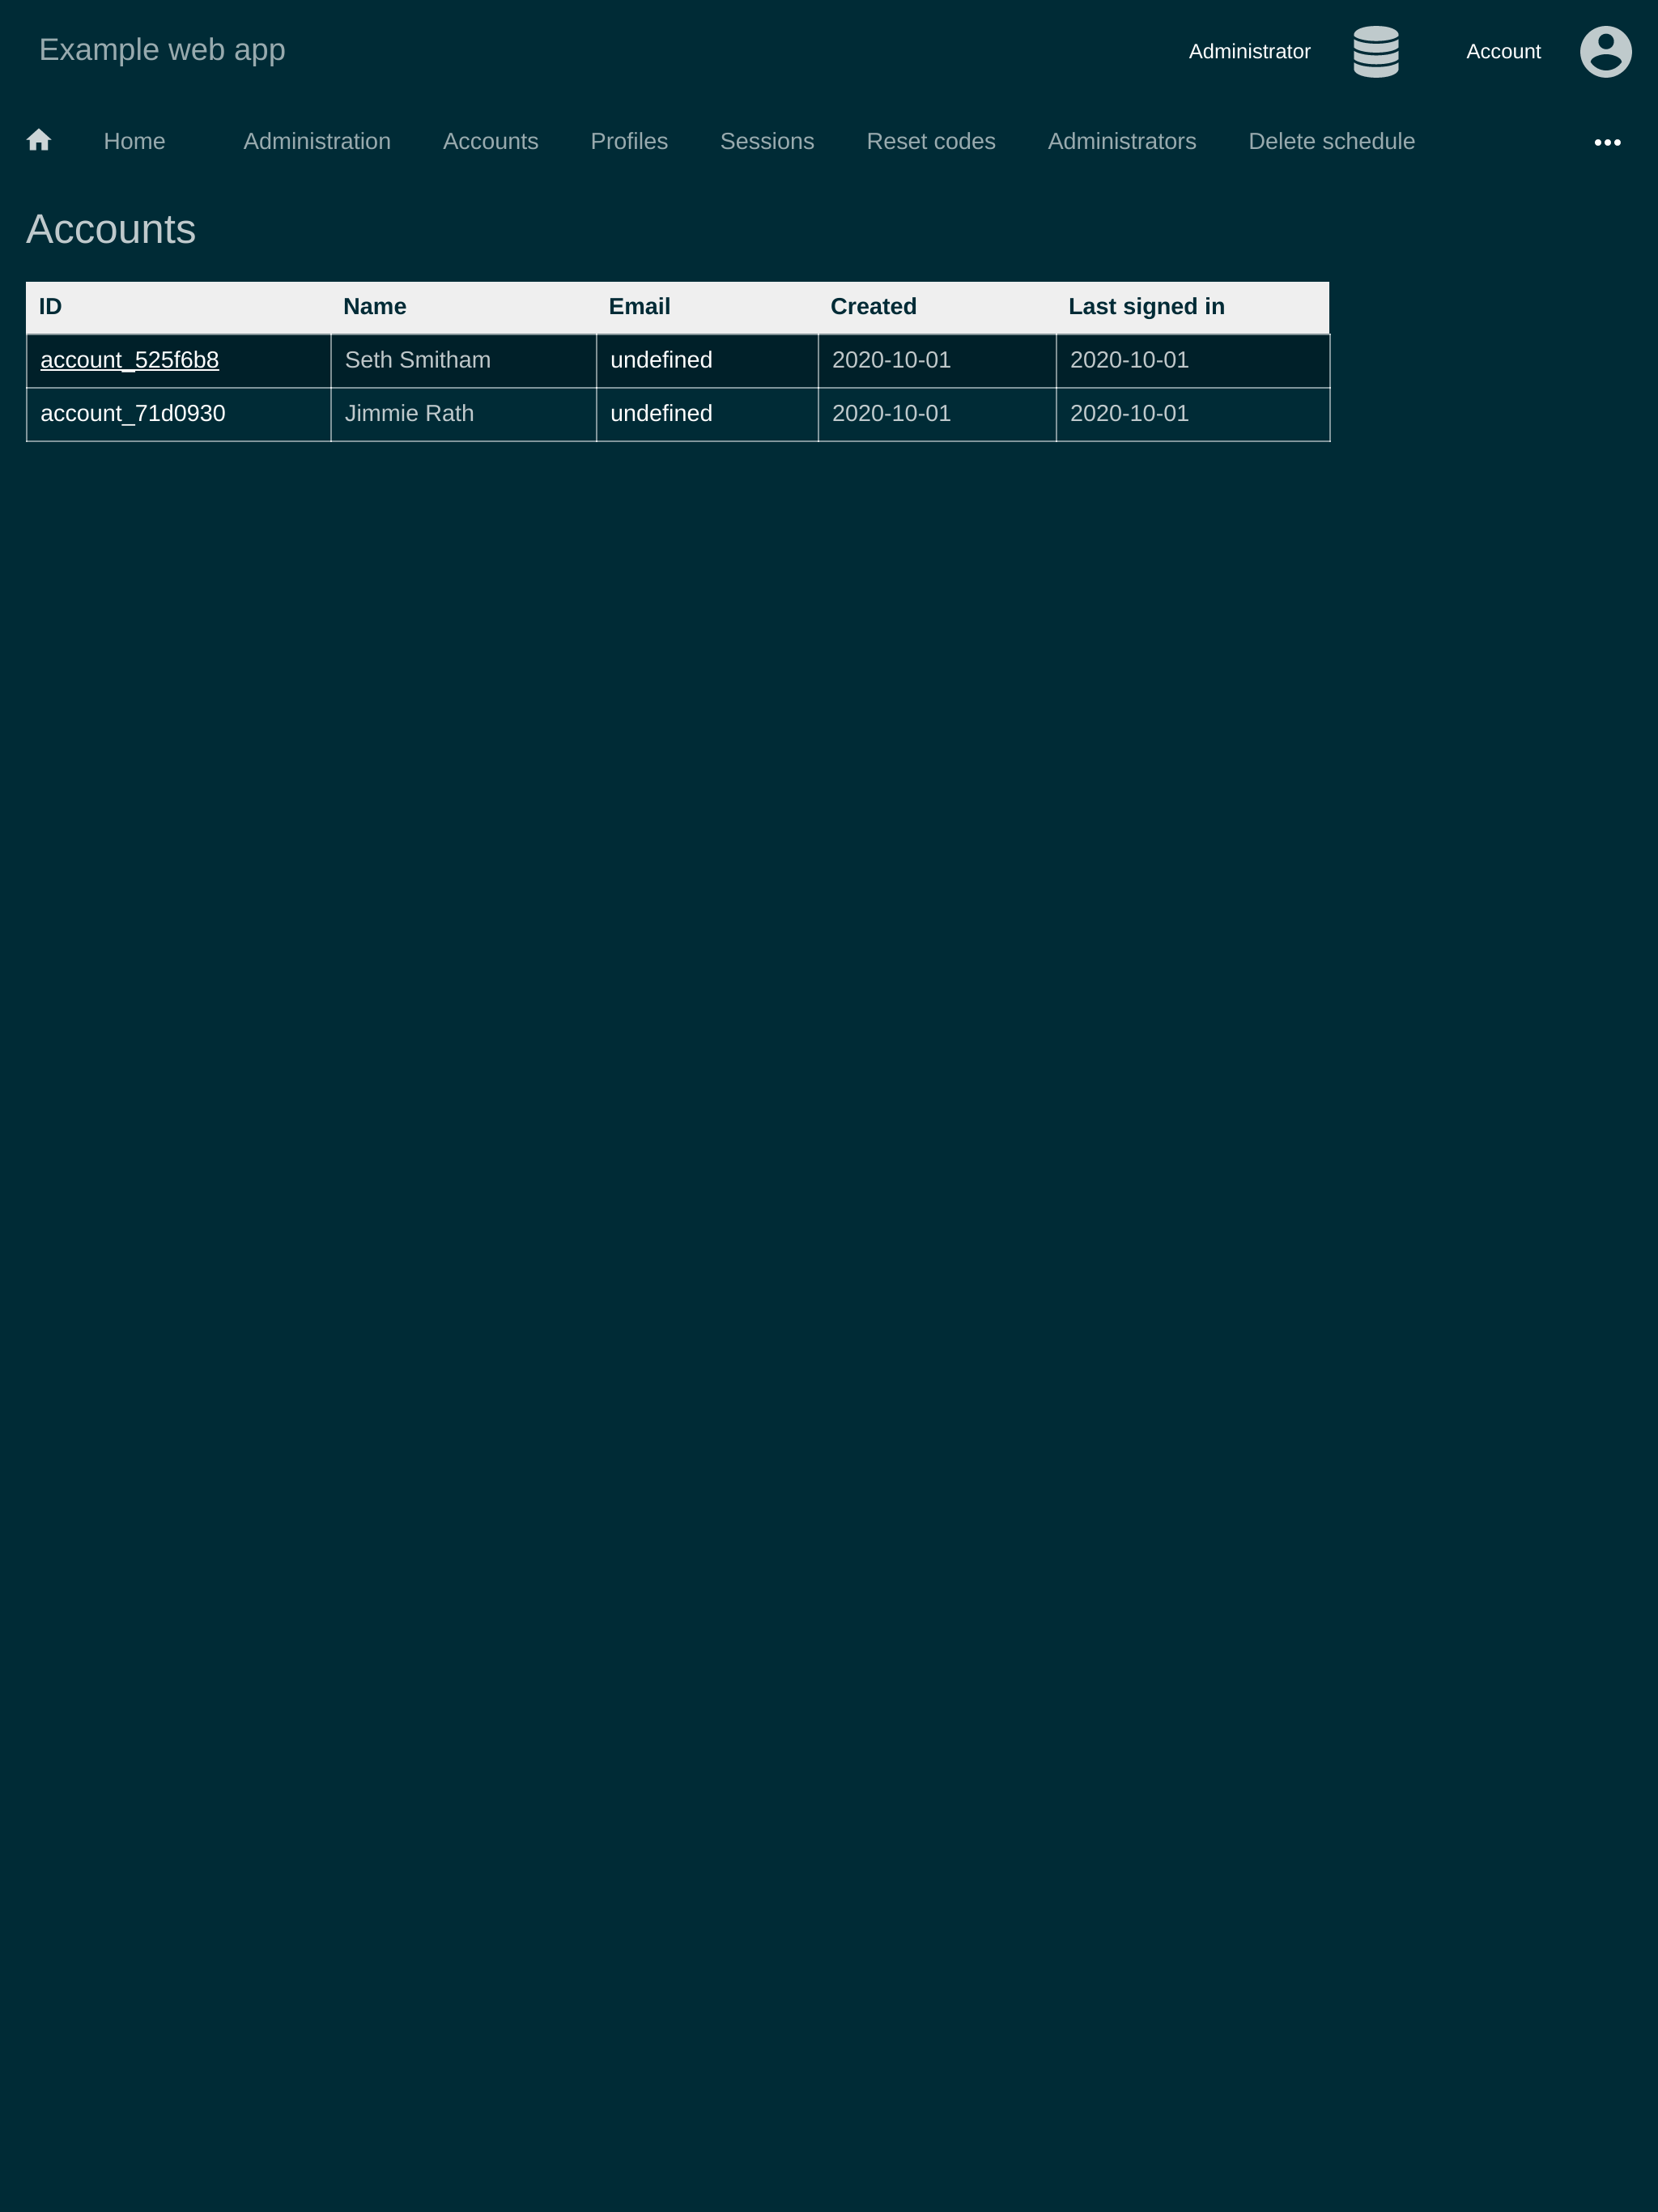 Example web app
Administrator Account
Home Administration Accounts Profiles Sessions Reset codes Administrators Delete schedule
Accounts
ID Name Email Created Last signed in
account_525f6b8 Seth Smitham undefined 2020-10-01 2020-10-01
account_71d0930 Jimmie Rath undefined 2020-10-01 2020-10-01